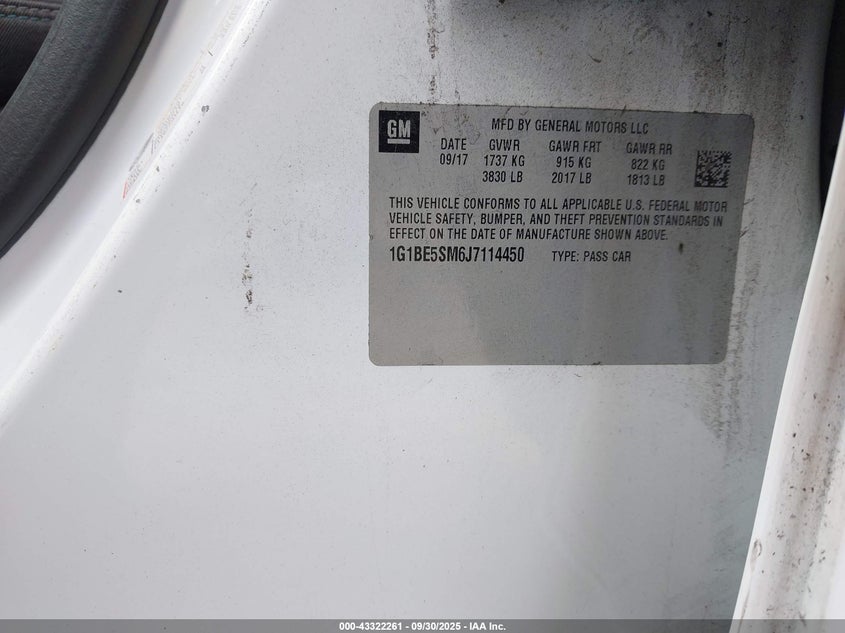 GM
MFD BY GENERAL MOTORS LLC
DATE GVWR GAWR FRT GAWR RR
09/17 1737 KG 915 KG 822 KG
3830 LB 2017 LB 1813 LB
THIS VEHICLE CONFORMS TO ALL APPLICABLE U.S. FEDERAL MOTOR
VEHICLE SAFETY, BUMPER, AND THEFT PREVENTION STANDARDS IN
EFFECT ON THE DATE OF MANUFACTURE SHOWN ABOVE.
1G1BE5SM6J7114450 TYPE: PASS CAR
000-43322261 - 09/30/2025 - IAA Inc.